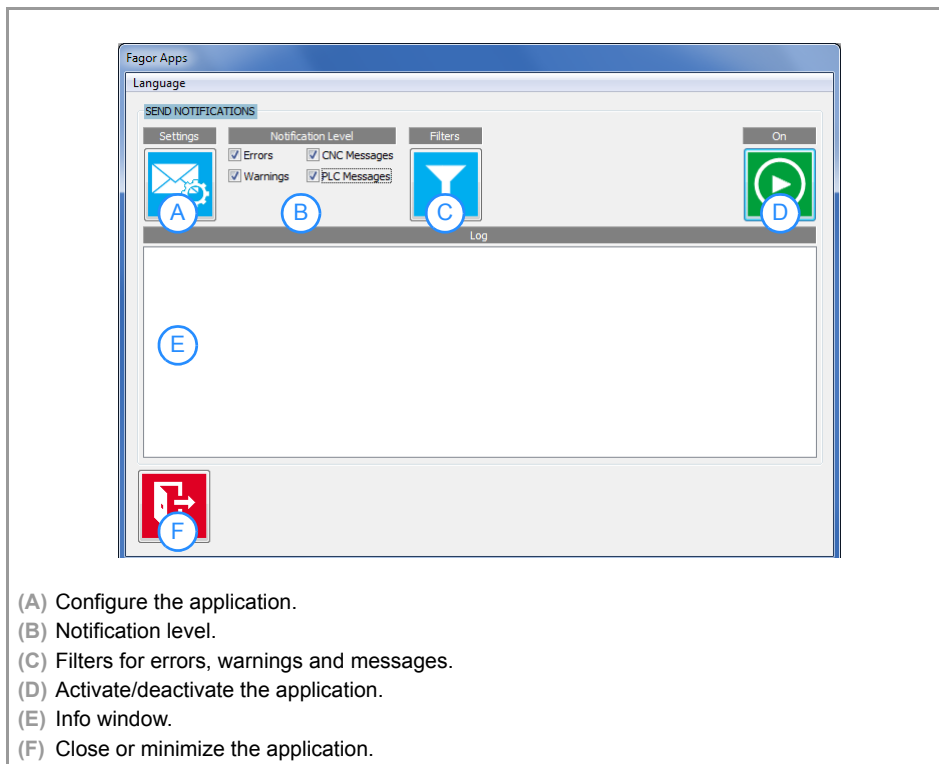 Fagor Apps
Language
SEND NOTIFICATIONS
Settings Notification Level Filters On
Errors CNC Messages
Warnings PLC Messages
A B C D
Log
E
F
(A) Configure the application.
(B) Notification level.
(C) Filters for errors, warnings and messages.
(D) Activate/deactivate the application.
(E) Info window.
(F) Close or minimize the application.